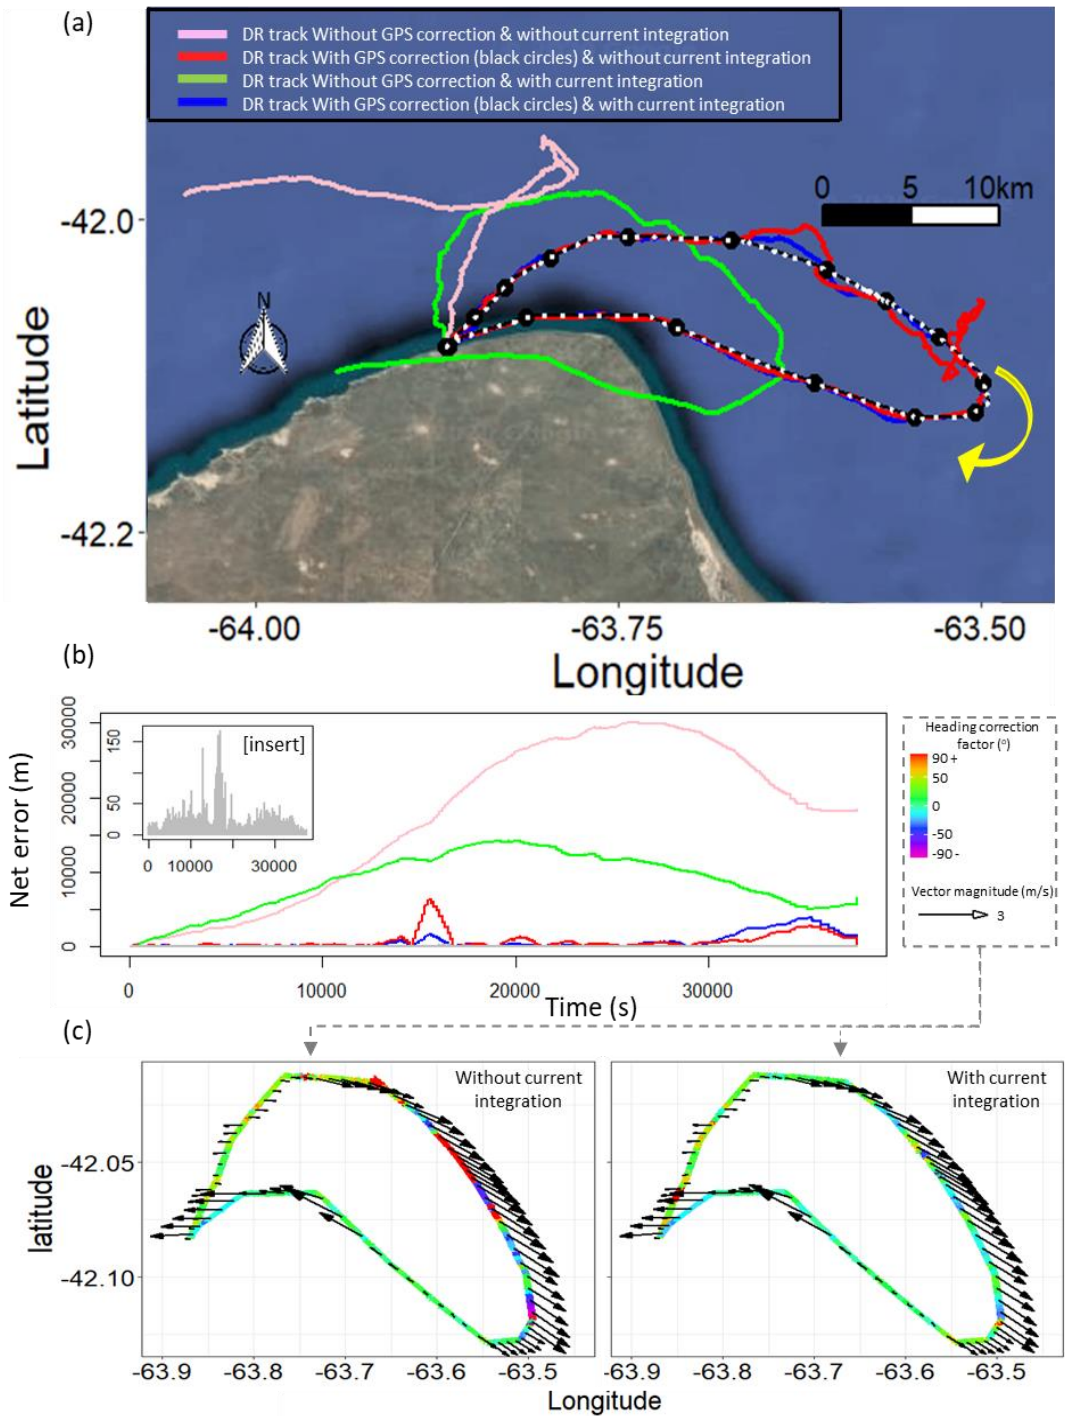 (a)
DR track Without GPS correction & without current integration
DR track With GPS correction (black circles) & without current integration
DR track Without GPS correction & with current integration
DR track With GPS correction (black circles) & with current integration
0 5 10km
-42.0
N
Latitude
-42.2
-64.00 -63.75 -63.50
Longitude
(b)
Net error (m)
30000
20000
10000
0
[insert]
150
50
0
0 10000 30000
0 10000 20000 30000
Time (s)
Heading correction
factor (°)
90+
50
0
-50
-90-
Vector magnitude (m/s)
3
(c)
Without current
integration
With current
integration
latitude
-42.05
-42.10
-63.9 -63.8 -63.7 -63.6 -63.5
-63.9 -63.8 -63.7 -63.6 -63.5
Longitude